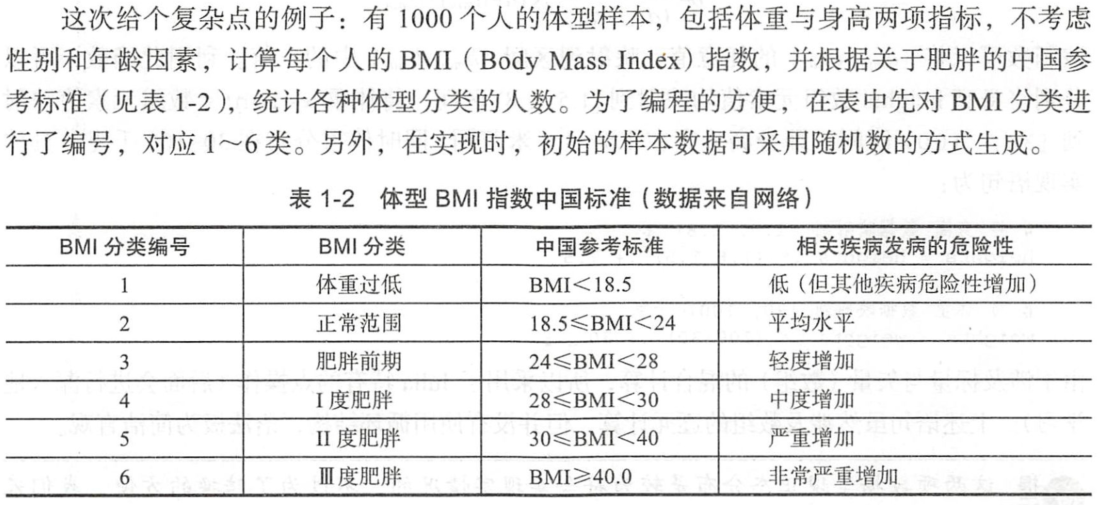 这次给个复杂点的例子：有 1000 个人的体型样本，包括体重与身高两项指标，不考虑
性别和年龄因素，计算每个人的 BMI（Body Mass Index）指数，并根据关于肥胖的中国参
考标准（见表 1-2），统计各种体型分类的人数。为了编程的方便，在表中先对 BMI 分类进
行了编号，对应 1～6 类。另外，在实现时，初始的样本数据可采用随机数的方式生成。
表 1-2 体型 BMI 指数中国标准（数据来自网络）
BMI 分类编号 BMI 分类 中国参考标准 相关疾病发病的危险性
1 体重过低 BMI＜18.5 低（但其他疾病危险性增加）
2 正常范围 18.5≤BMI＜24 平均水平
3 肥胖前期 24≤BMI＜28 轻度增加
4 I 度肥胖 28≤BMI＜30 中度增加
5 II 度肥胖 30≤BMI＜40 严重增加
6 Ⅲ度肥胖 BMI≥40.0 非常严重增加